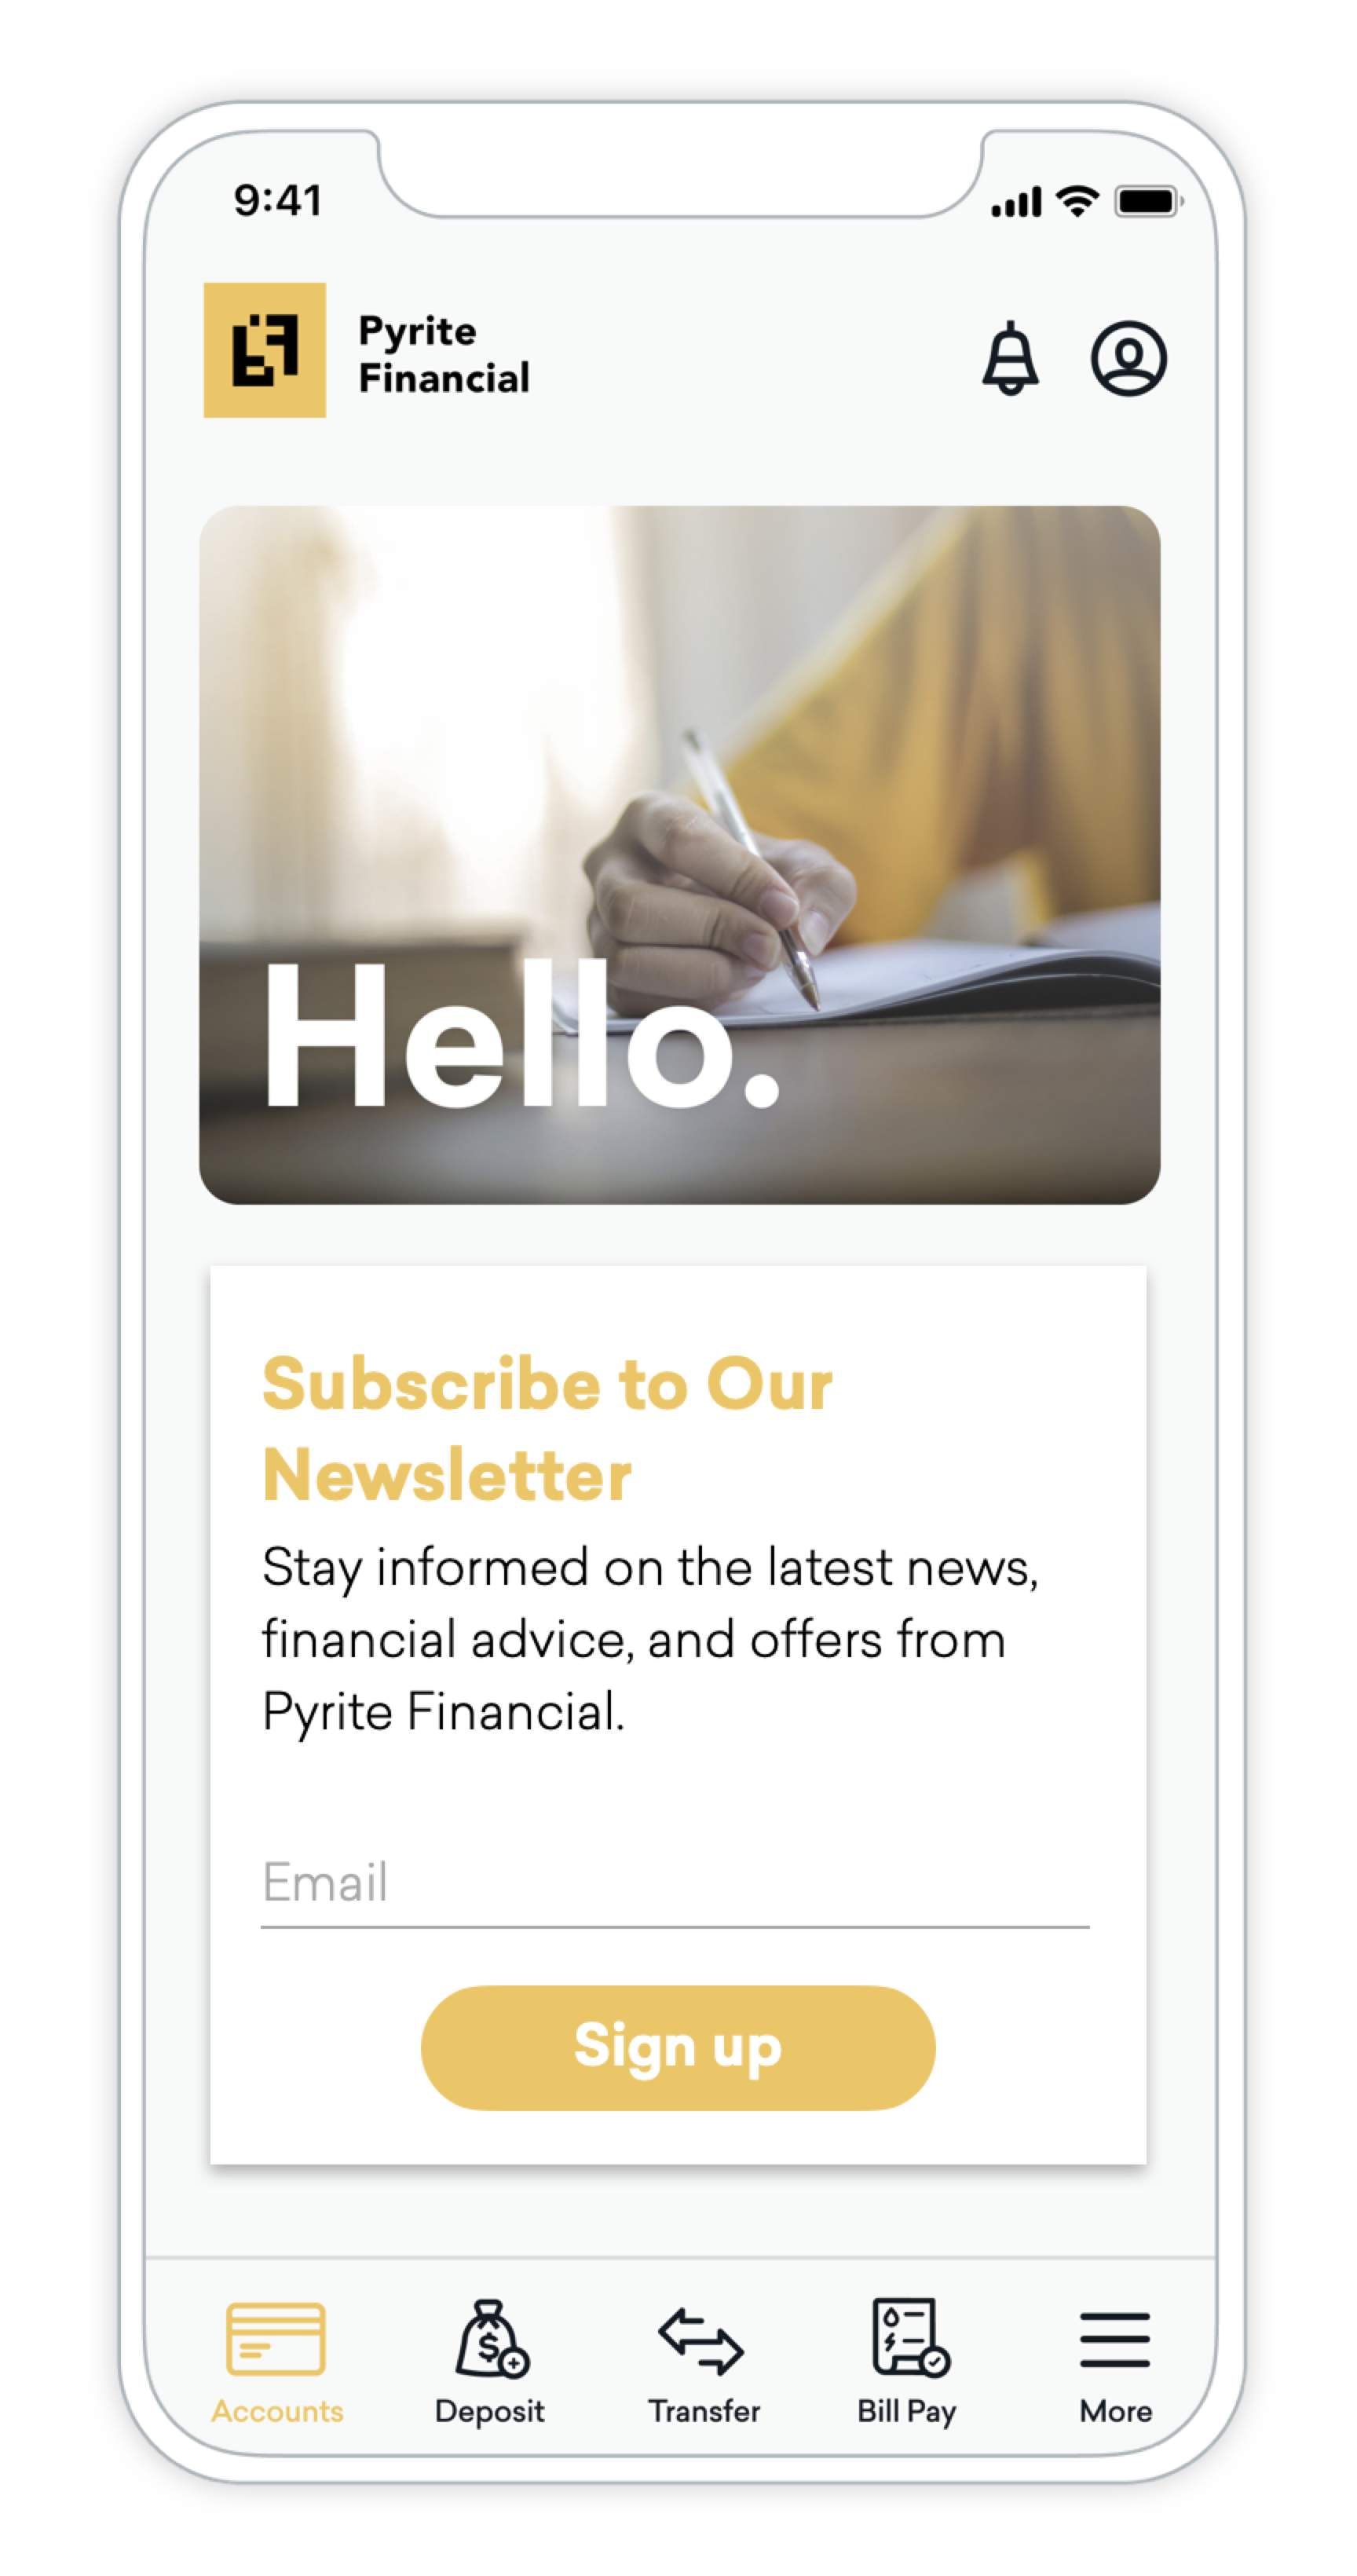 9:41
Pyrite
Financial
Hello.
Subscribe to Our
Newsletter
Stay informed on the latest news,
financial advice, and offers from
Pyrite Financial.
Email
Sign up
Accounts
Deposit
Transfer
Bill Pay
More